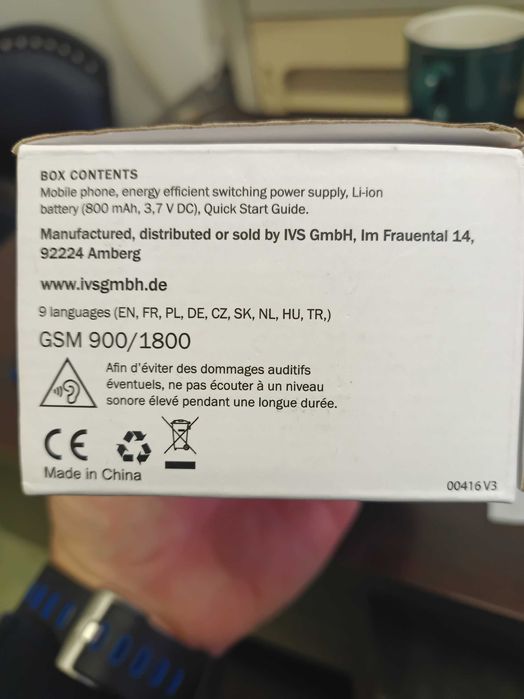 BOX CONTENTS
Mobile phone, energy efficient switching power supply, Li-ion
battery (800 mAh, 3,7 V DC), Quick Start Guide.
Manufactured, distributed or sold by IVS GmbH, Im Frauental 14,
92224 Amberg
www.ivsgmbh.de
9 languages (EN, FR, PL, DE, CZ, SK, NL, HU, TR,)
GSM 900/1800
Afin d'éviter des dommages auditifs
éventuels, ne pas écouter à un niveau
sonore élevé pendant une longue durée.
CE
Made in China
00416 V3